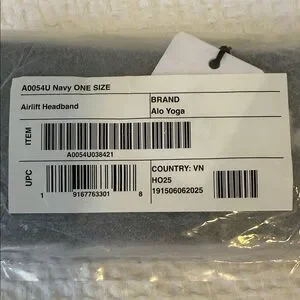 A0054U Navy ONE SIZE
Airlift Headband
BRAND
Alo Yoga
ITEM
A0054U038421
UPC
1 9167763301 8
COUNTRY: VN
HO25
191506062025